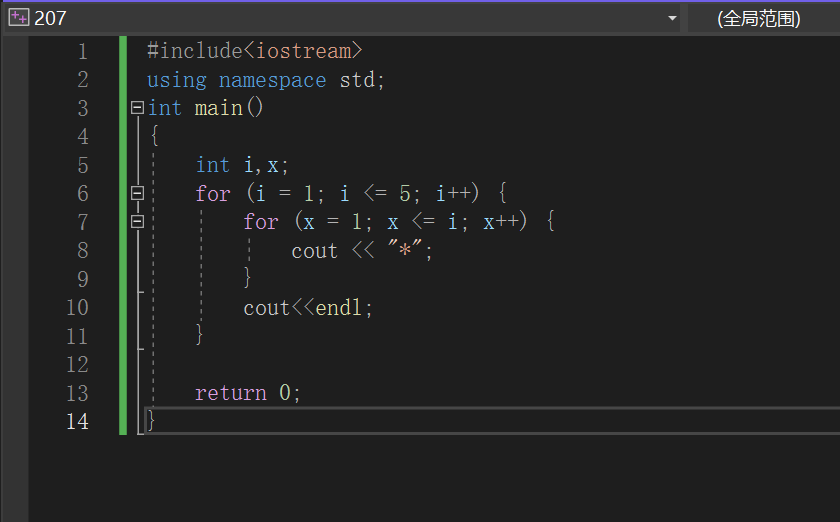 207 (全局范围)
1 #include<iostream>
2 using namespace std;
3 int main()
4 {
5     int i,x;
6     for (i = 1; i <= 5; i++) {
7         for (x = 1; x <= i; x++) {
8             cout << "*";
9         }
10         cout<<endl;
11     }
12
13     return 0;
14 }